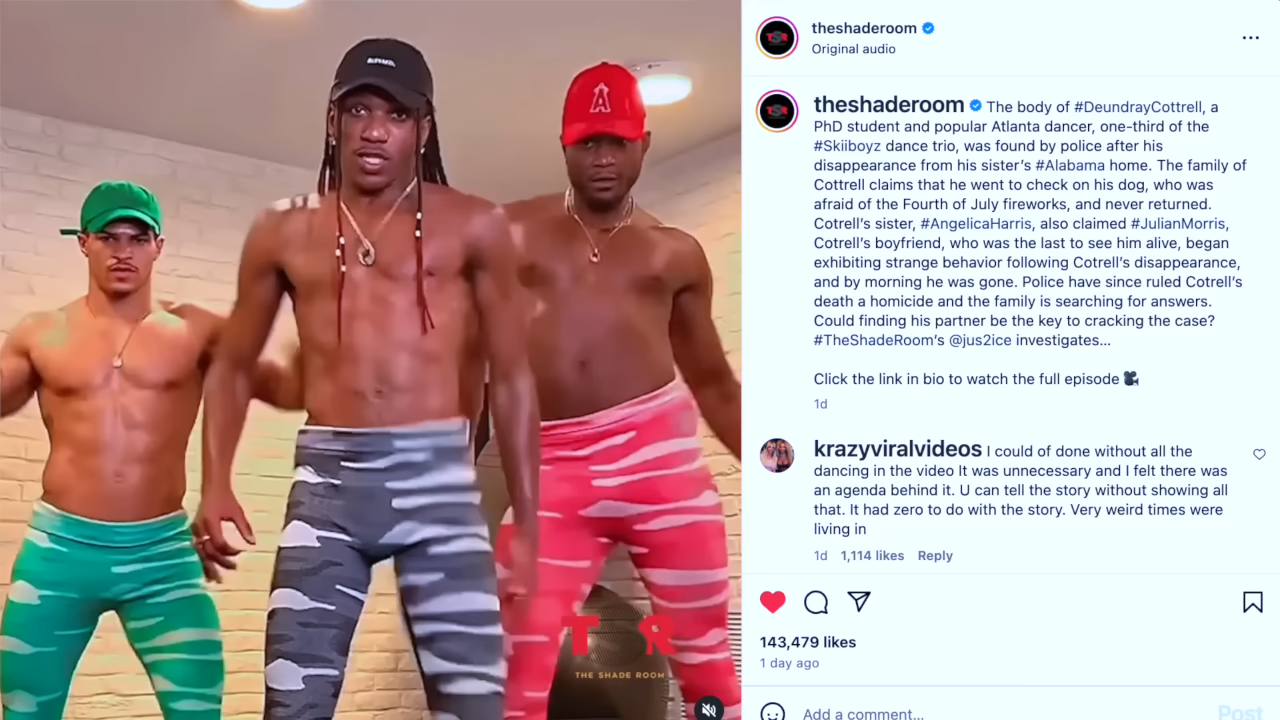 theshaderoom
Original audio
theshaderoom The body of #DeundrayCottrell, a
PhD student and popular Atlanta dancer, one-third of the
#Skiiboyz dance trio, was found by police after his
disappearance from his sister's #Alabama home. The family of
Cottrell claims that he went to check on his dog, who was
afraid of the Fourth of July fireworks, and never returned.
Cotrell's sister, #AngelicaHarris, also claimed #JulianMorris,
Cotrell's boyfriend, who was the last to see him alive, began
exhibiting strange behavior following Cotrell's disappearance,
and by morning he was gone. Police have since ruled Cotrell's
death a homicide and the family is searching for answers.
Could finding his partner be the key to cracking the case?
#TheShadeRoom's @jus2ice investigates...
Click the link in bio to watch the full episode 🎥
1d
krazyviralvideos I could of done without all the
dancing in the video It was unnecessary and I felt there was
an agenda behind it. U can tell the story without showing all
that. It had zero to do with the story. Very weird times were
living in
1d 1,114 likes Reply
143,479 likes
1 day ago
Add a comment...
Post
A
TSR
THE SHADE ROOM